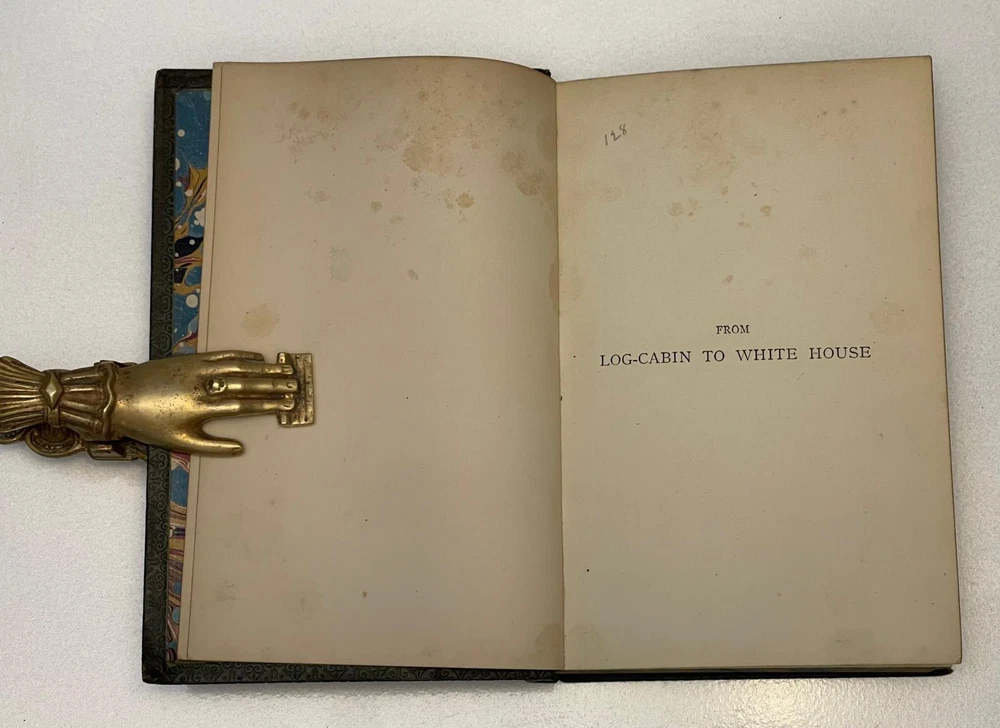 128
FROM
LOG-CABIN TO WHITE HOUSE